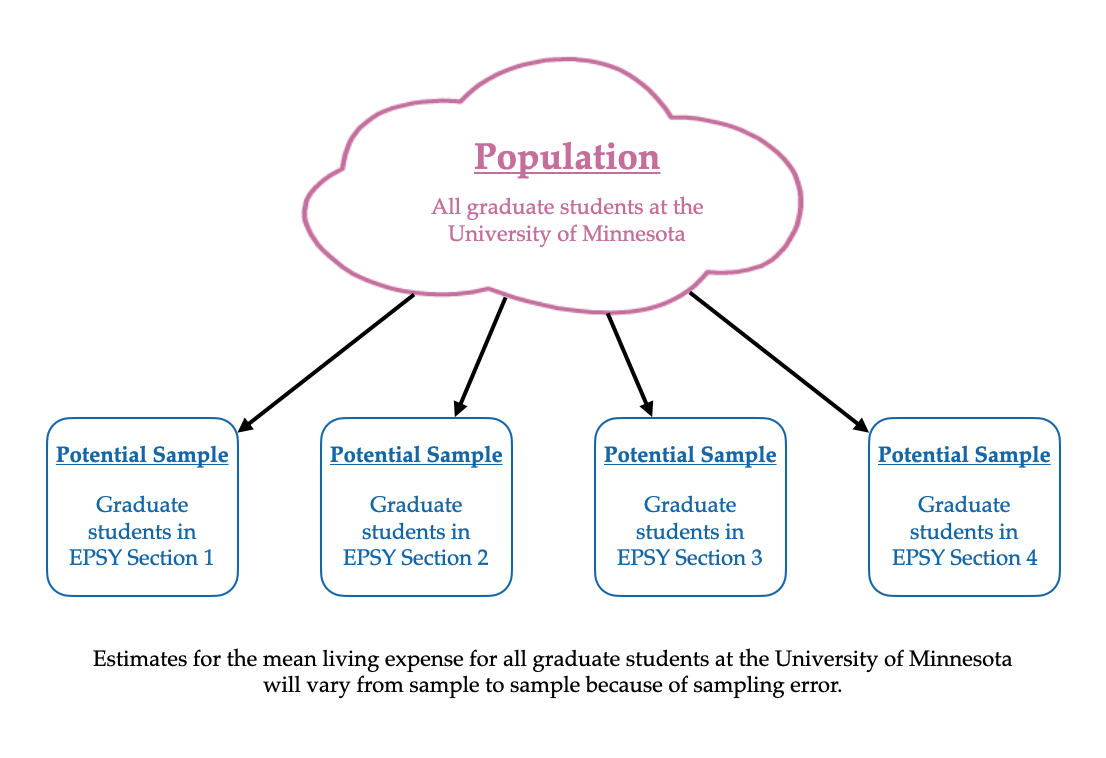 Population
All graduate students at the
University of Minnesota
Potential Sample
Graduate
students in
EPSY Section 1
Potential Sample
Graduate
students in
EPSY Section 2
Potential Sample
Graduate
students in
EPSY Section 3
Potential Sample
Graduate
students in
EPSY Section 4
Estimates for the mean living expense for all graduate students at the University of Minnesota
will vary from sample to sample because of sampling error.